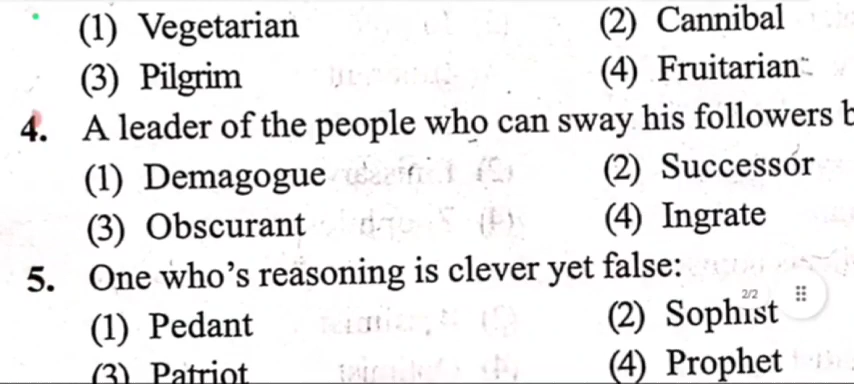 (1) Vegetarian (2) Cannibal
(3) Pilgrim (4) Fruitarian
4. A leader of the people who can sway his followers
(1) Demagogue (2) Successor
(3) Obscurant (4) Ingrate
5. One who's reasoning is clever yet false:
2/2
(1) Pedant (2) Sophist
(3) Patriot (4) Prophet